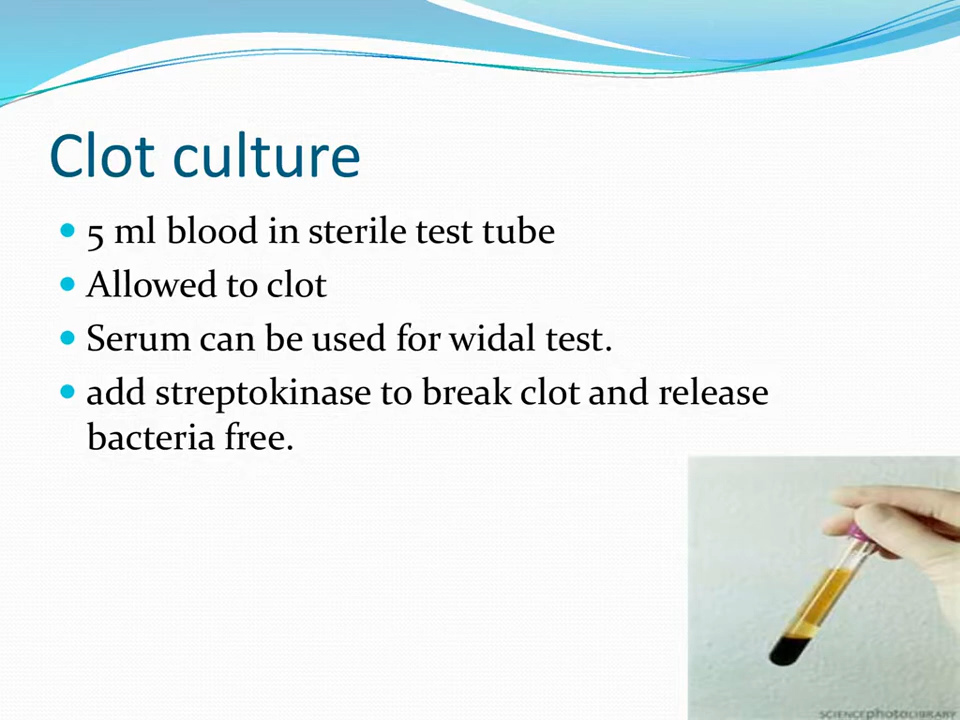 Clot culture
5 ml blood in sterile test tube
Allowed to clot
Serum can be used for widal test.
add streptokinase to break clot and release
bacteria free.
SCIENCEphotoLIBRARY